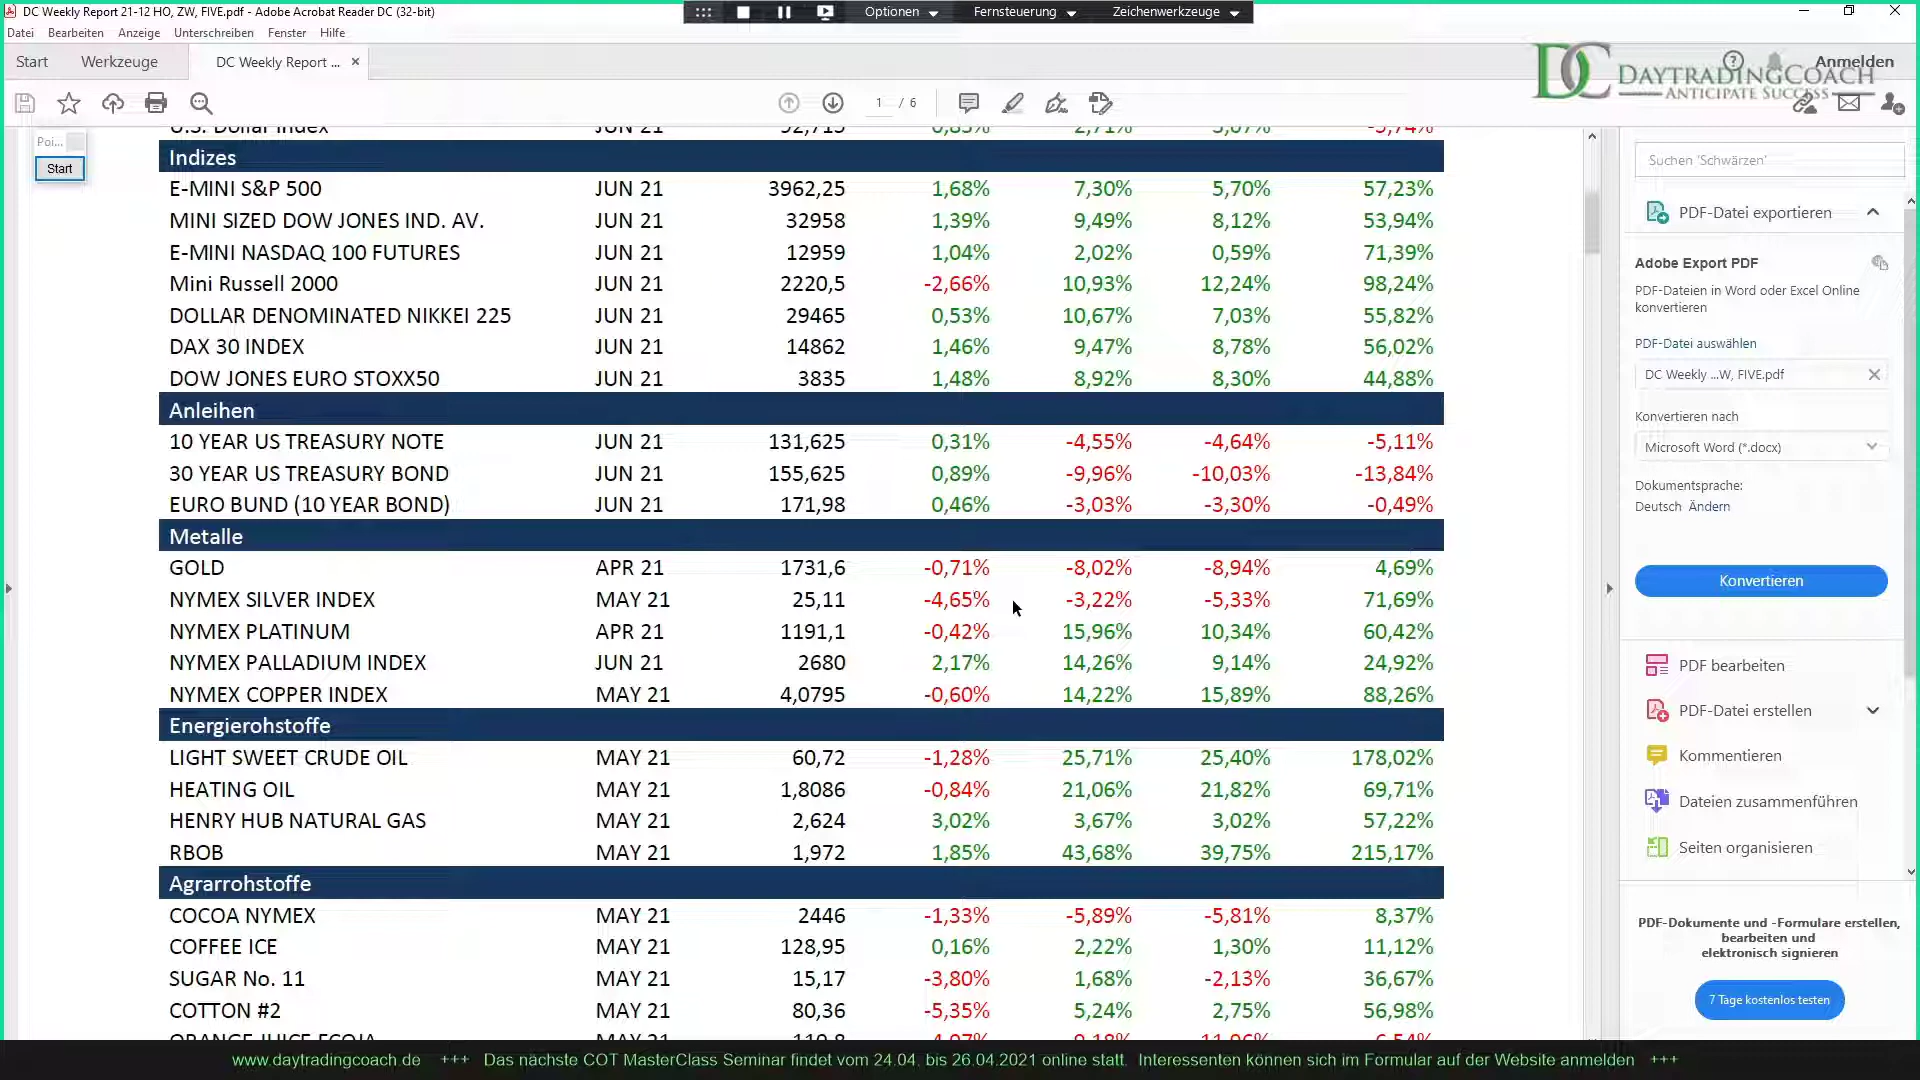 DC Weekly Report 21-12 HO, ZW, FIVE.pdf - Adobe Acrobat Reader DC (32-bit)
Optionen Fernsteuerung Zeichenwerkzeuge
Datei Bearbeiten Anzeige Unterschreiben Fenster Hilfe
Start Werkzeuge DC Weekly Report ... × Anmelden
DC DAYTRADINGCOACH
ANTICIPATE SUCCESS
1 / 6
Poi...
Start
U.S. Dollar Index JUN 21 92,715 0,83% 2,71% 3,07% -5,74%
Indizes
E-MINI S&P 500 JUN 21 3962,25 1,68% 7,30% 5,70% 57,23%
MINI SIZED DOW JONES IND. AV. JUN 21 32958 1,39% 9,49% 8,12% 53,94%
E-MINI NASDAQ 100 FUTURES JUN 21 12959 1,04% 2,02% 0,59% 71,39%
Mini Russell 2000 JUN 21 2220,5 -2,66% 10,93% 12,24% 98,24%
DOLLAR DENOMINATED NIKKEI 225 JUN 21 29465 0,53% 10,67% 7,03% 55,82%
DAX 30 INDEX JUN 21 14862 1,46% 9,47% 8,78% 56,02%
DOW JONES EURO STOXX50 JUN 21 3835 1,48% 8,92% 8,30% 44,88%
Anleihen
10 YEAR US TREASURY NOTE JUN 21 131,625 0,31% -4,55% -4,64% -5,11%
30 YEAR US TREASURY BOND JUN 21 155,625 0,89% -9,96% -10,03% -13,84%
EURO BUND (10 YEAR BOND) JUN 21 171,98 0,46% -3,03% -3,30% -0,49%
Metalle
GOLD APR 21 1731,6 -0,71% -8,02% -8,94% 4,69%
NYMEX SILVER INDEX MAY 21 25,11 -4,65% -3,22% -5,33% 71,69%
NYMEX PLATINUM APR 21 1191,1 -0,42% 15,96% 10,34% 60,42%
NYMEX PALLADIUM INDEX JUN 21 2680 2,17% 14,26% 9,14% 24,92%
NYMEX COPPER INDEX MAY 21 4,0795 -0,60% 14,22% 15,89% 88,26%
Energierohstoffe
LIGHT SWEET CRUDE OIL MAY 21 60,72 -1,28% 25,71% 25,40% 178,02%
HEATING OIL MAY 21 1,8086 -0,84% 21,06% 21,82% 69,71%
HENRY HUB NATURAL GAS MAY 21 2,624 3,02% 3,67% 3,02% 57,22%
RBOB MAY 21 1,972 1,85% 43,68% 39,75% 215,17%
Agrarrohstoffe
COCOA NYMEX MAY 21 2446 -1,33% -5,89% -5,81% 8,37%
COFFEE ICE MAY 21 128,95 0,16% 2,22% 1,30% 11,12%
SUGAR No. 11 MAY 21 15,17 -3,80% 1,68% -2,13% 36,67%
COTTON #2 MAY 21 80,36 -5,35% 5,24% 2,75% 56,98%
Suchen 'Schwärzen'
PDF-Datei exportieren
Adobe Export PDF
PDF-Dateien in Word oder Excel Online
konvertieren
PDF-Datei auswählen
DC Weekly ...W, FIVE.pdf
Konvertieren nach
Microsoft Word (*.docx)
Dokumentsprache:
Deutsch Ändern
Konvertieren
PDF bearbeiten
PDF-Datei erstellen
Kommentieren
Dateien zusammenführen
Seiten organisieren
PDF-Dokumente und -Formulare erstellen,
bearbeiten und
elektronisch signieren
7 Tage kostenlos testen
www.daytradingcoach.de +++ Das nächste COT MasterClass Seminar findet vom 24.04. bis 26.04.2021 online statt. Interessenten können sich im Formular auf der Website anmelden +++